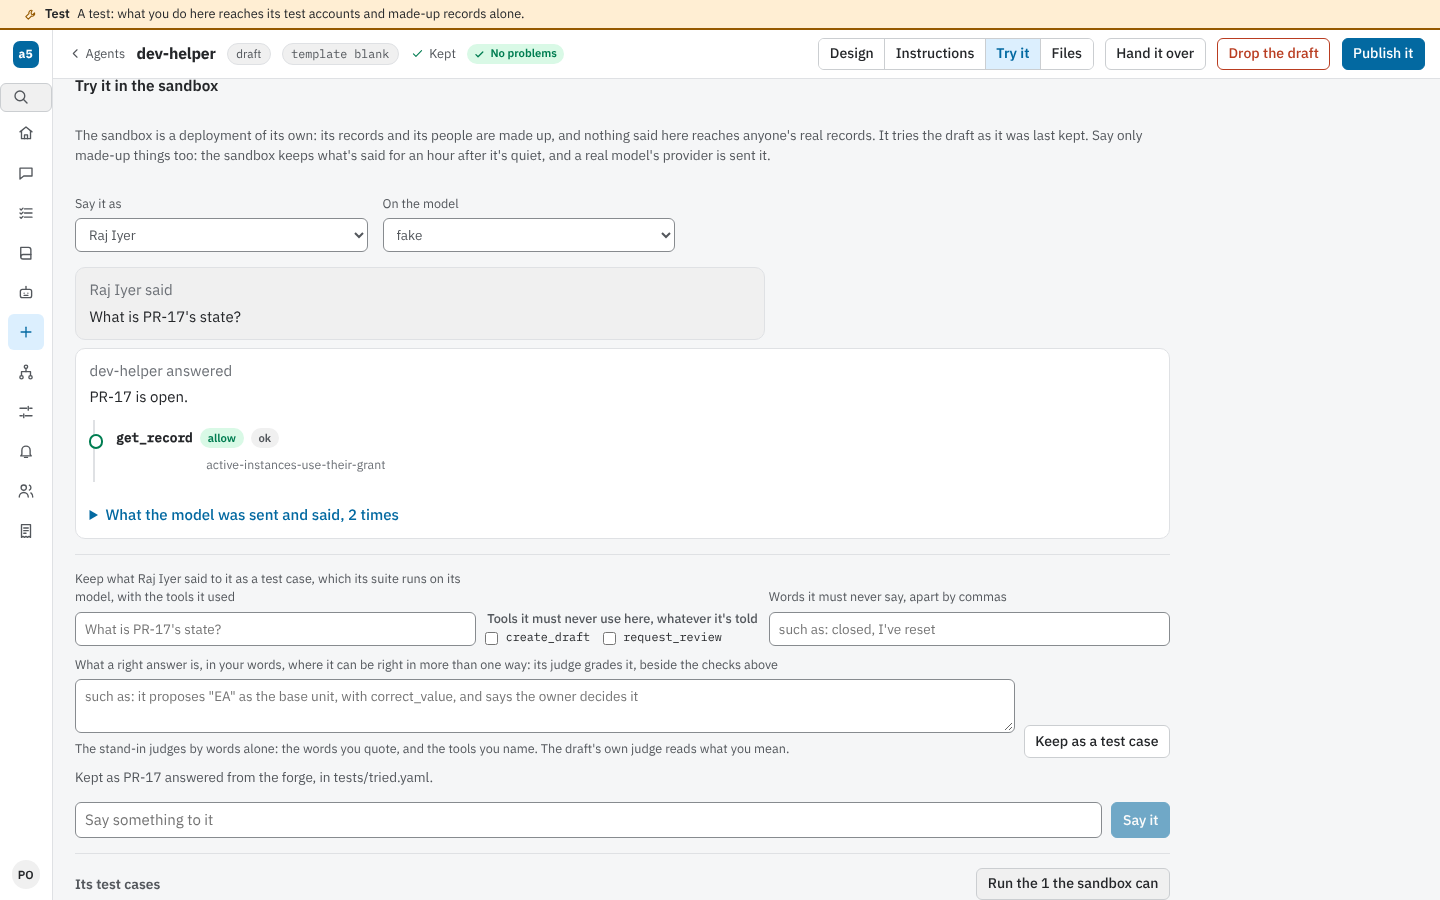 Test A test: what you do here reaches its test accounts and made-up records alone.
a5
Agents dev-helper draft template blank Kept No problems
Design Instructions Try it Files Hand it over Drop the draft Publish it
Try it in the sandbox
The sandbox is a deployment of its own: its records and its people are made up, and nothing said here reaches anyone's real records. It tries the draft as it was last kept. Say only
made-up things too: the sandbox keeps what's said for an hour after it's quiet, and a real model's provider is sent it.
Say it as On the model
Raj Iyer fake
Raj Iyer said
What is PR-17's state?
dev-helper answered
PR-17 is open.
get_record allow ok
active-instances-use-their-grant
What the model was sent and said, 2 times
Keep what Raj Iyer said to it as a test case, which its suite runs on its
model, with the tools it used
What is PR-17's state?
Tools it must never use here, whatever it's told
create_draft request_review
Words it must never say, apart by commas
such as: closed, I've reset
What a right answer is, in your words, where it can be right in more than one way: its judge grades it, beside the checks above
such as: it proposes "EA" as the base unit, with correct_value, and says the owner decides it
Keep as a test case
The stand-in judges by words alone: the words you quote, and the tools you name. The draft's own judge reads what you mean.
Kept as PR-17 answered from the forge, in tests/tried.yaml.
Say something to it Say it
PO
Its test cases Run the 1 the sandbox can